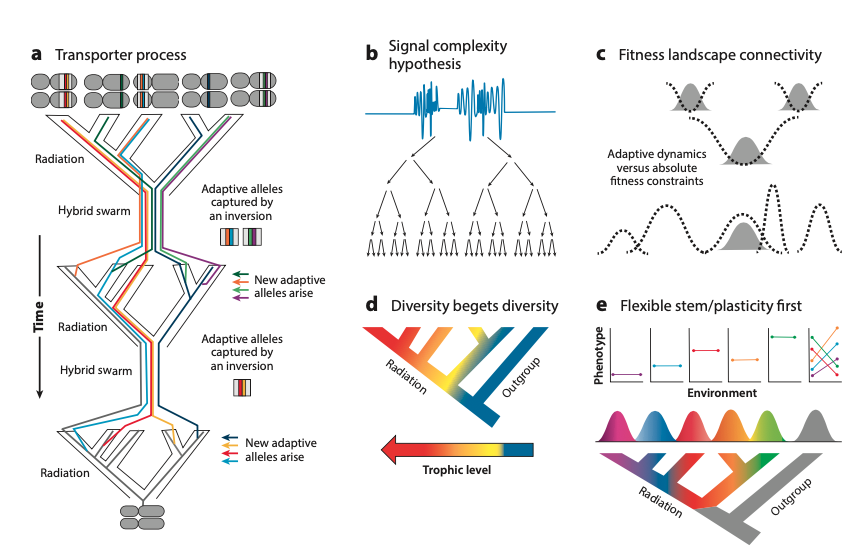 a Transporter process
Radiation
Hybrid swarm
Adaptive alleles
captured by
an inversion
Time
New adaptive
alleles arise
Radiation
Hybrid swarm
Adaptive alleles
captured by
an inversion
New adaptive
alleles arise
Radiation
b Signal complexity
hypothesis
c Fitness landscape connectivity
Adaptive dynamics
versus absolute
fitness constraints
d Diversity begets diversity
Radiation
Outgroup
Trophic level
e Flexible stem/plasticity first
Phenotype
Environment
Radiation
Outgroup